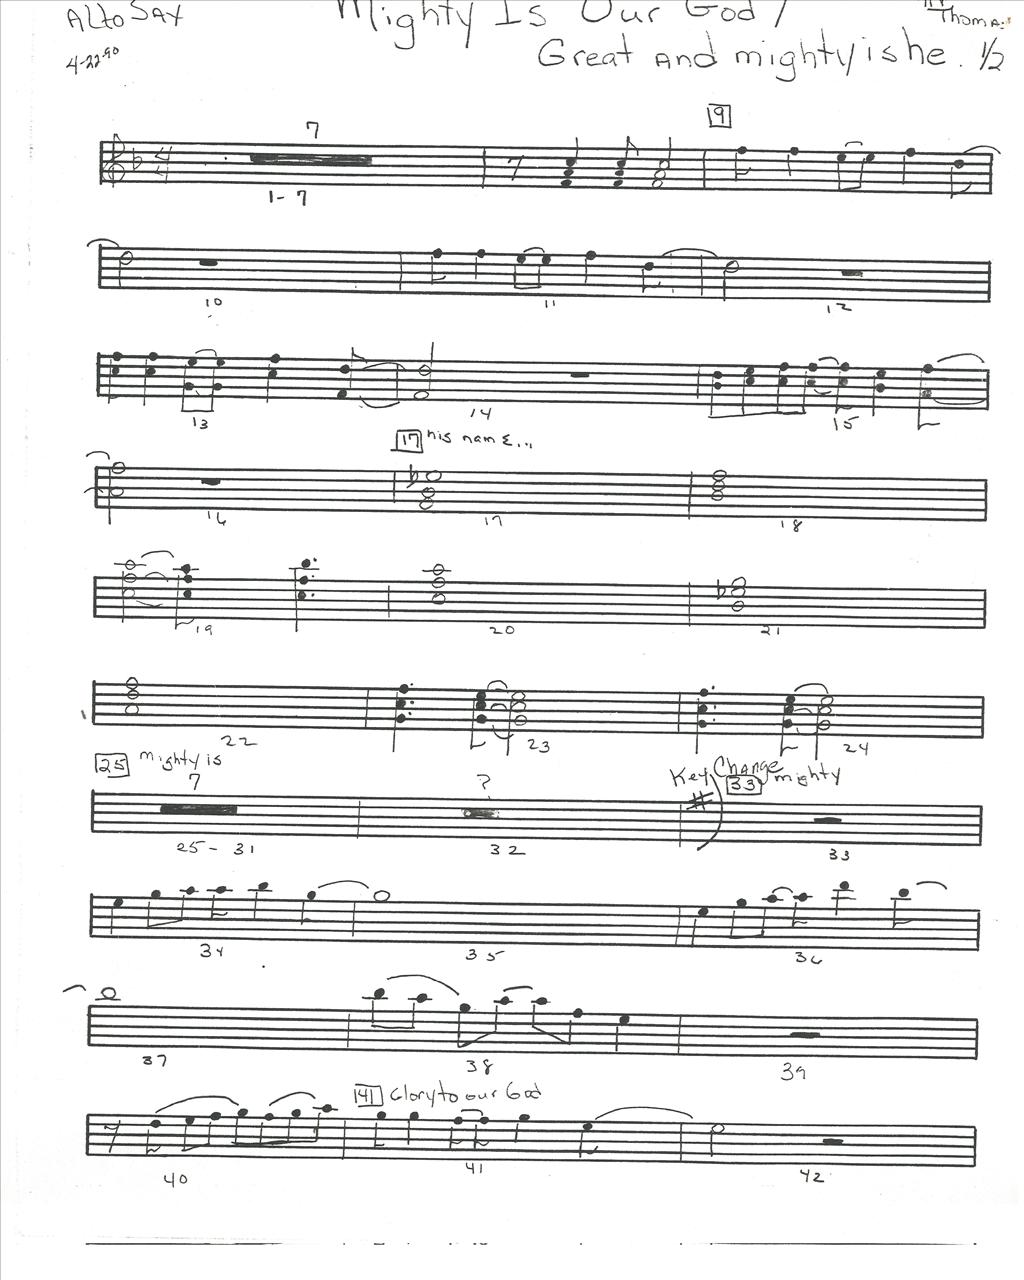 Alto Sax
Mighty Is Our God /
Thomas
4-22-90
Great and mighty is he. 1/2
9
7
1-7
10 11 12
13 14 15
17 his name...
16 17 18
19 20 21
22 23 24
25 mighty is
Key Change
33 mighty
7 ?
25-31 32 33
34 35 36
37 38 39
41 Glory to our God
40 41 42